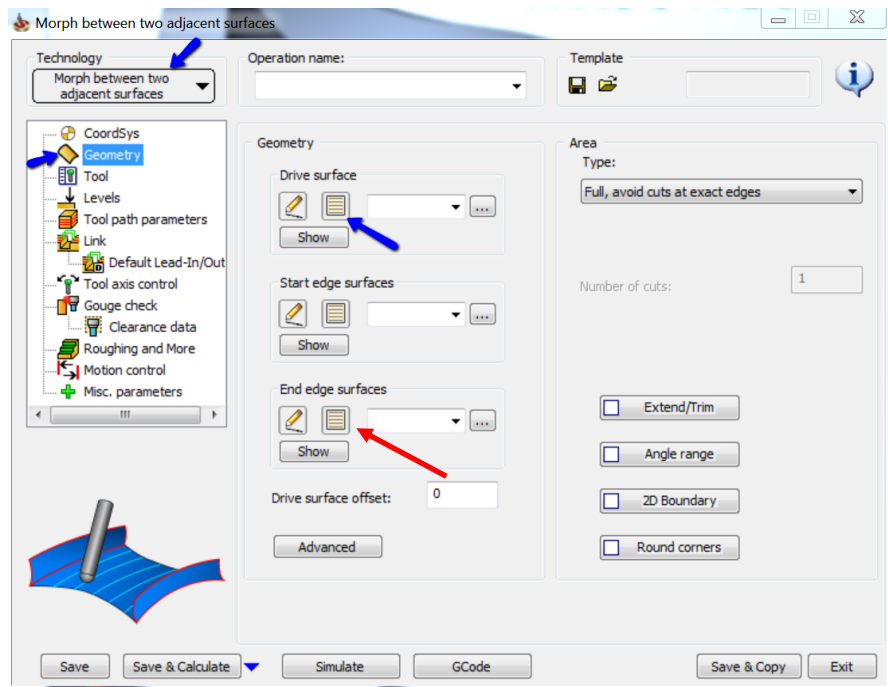 Morph between two adjacent surfaces
Technology
Morph between two
adjacent surfaces
Operation name:
Template
CoordSys
Geometry
Tool
Levels
Tool path parameters
Link
Default Lead-In/Out
Tool axis control
Gouge check
Clearance data
Roughing and More
Motion control
Misc. parameters
Geometry
Drive surface
...
Show
Start edge surfaces
...
Show
End edge surfaces
...
Show
Drive surface offset:
0
Advanced
Area
Type:
Full, avoid cuts at exact edges
Number of cuts:
1
Extend/Trim
Angle range
2D Boundary
Round corners
Save
Save & Calculate
Simulate
GCode
Save & Copy
Exit